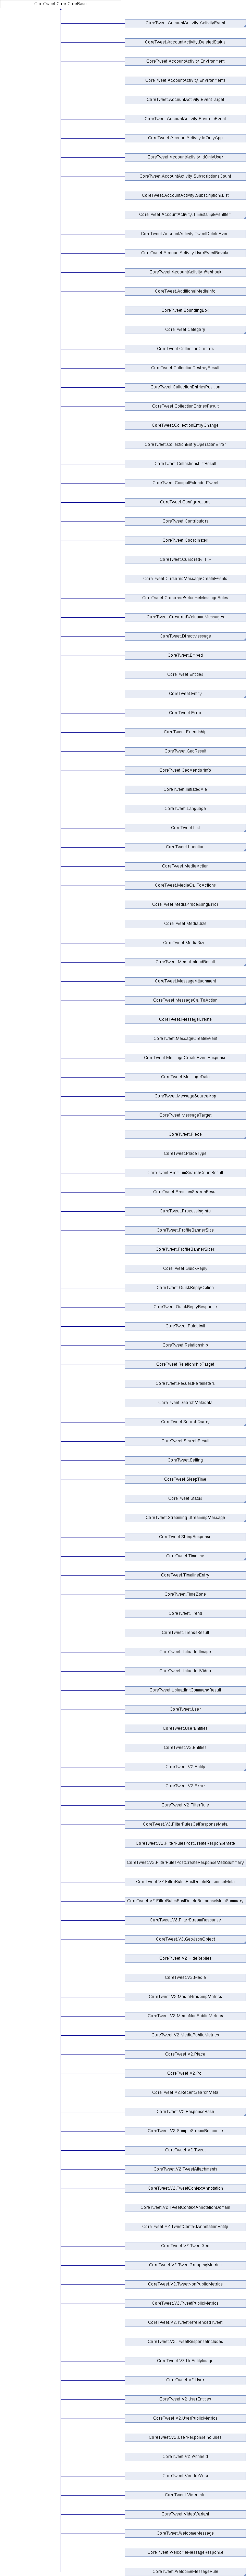 CoreTweet.Core.CoreBase
CoreTweet.AccountActivity.ActivityEvent
CoreTweet.AccountActivity.DeletedStatus
CoreTweet.AccountActivity.Environment
CoreTweet.AccountActivity.Environments
CoreTweet.AccountActivity.EventTarget
CoreTweet.AccountActivity.FavoriteEvent
CoreTweet.AccountActivity.IdOnlyApp
CoreTweet.AccountActivity.IdOnlyUser
CoreTweet.AccountActivity.SubscriptionsCount
CoreTweet.AccountActivity.SubscriptionsList
CoreTweet.AccountActivity.TimestampEventItem
CoreTweet.AccountActivity.TweetDeleteEvent
CoreTweet.AccountActivity.UserEventRevoke
CoreTweet.AccountActivity.Webhook
CoreTweet.AdditionalMediaInfo
CoreTweet.BoundingBox
CoreTweet.Category
CoreTweet.CollectionCursors
CoreTweet.CollectionDestroyResult
CoreTweet.CollectionEntriesPosition
CoreTweet.CollectionEntriesResult
CoreTweet.CollectionEntryChange
CoreTweet.CollectionEntryOperationError
CoreTweet.CollectionsListResult
CoreTweet.CompatExtendedTweet
CoreTweet.Configurations
CoreTweet.Contributors
CoreTweet.Coordinates
CoreTweet.Cursored< T >
CoreTweet.CursoredMessageCreateEvents
CoreTweet.CursoredWelcomeMessageRules
CoreTweet.CursoredWelcomeMessages
CoreTweet.DirectMessage
CoreTweet.Embed
CoreTweet.Entities
CoreTweet.Entity
CoreTweet.Error
CoreTweet.Friendship
CoreTweet.GeoResult
CoreTweet.GeoVendorInfo
CoreTweet.InitiatedVia
CoreTweet.Language
CoreTweet.List
CoreTweet.Location
CoreTweet.MediaAction
CoreTweet.MediaCallToActions
CoreTweet.MediaProcessingError
CoreTweet.MediaSize
CoreTweet.MediaSizes
CoreTweet.MediaUploadResult
CoreTweet.MessageAttachment
CoreTweet.MessageCallToAction
CoreTweet.MessageCreate
CoreTweet.MessageCreateEvent
CoreTweet.MessageCreateEventResponse
CoreTweet.MessageData
CoreTweet.MessageSourceApp
CoreTweet.MessageTarget
CoreTweet.Place
CoreTweet.PlaceType
CoreTweet.PremiumSearchCountResult
CoreTweet.PremiumSearchResult
CoreTweet.ProcessingInfo
CoreTweet.ProfileBannerSize
CoreTweet.ProfileBannerSizes
CoreTweet.QuickReply
CoreTweet.QuickReplyOption
CoreTweet.QuickReplyResponse
CoreTweet.RateLimit
CoreTweet.Relationship
CoreTweet.RelationshipTarget
CoreTweet.RequestParameters
CoreTweet.SearchMetadata
CoreTweet.SearchQuery
CoreTweet.SearchResult
CoreTweet.Setting
CoreTweet.SleepTime
CoreTweet.Status
CoreTweet.Streaming.StreamingMessage
CoreTweet.StringResponse
CoreTweet.Timeline
CoreTweet.TimelineEntry
CoreTweet.TimeZone
CoreTweet.Trend
CoreTweet.TrendsResult
CoreTweet.UploadedImage
CoreTweet.UploadedVideo
CoreTweet.UploadInitCommandResult
CoreTweet.User
CoreTweet.UserEntities
CoreTweet.V2.Entities
CoreTweet.V2.Entity
CoreTweet.V2.Error
CoreTweet.V2.FilterRule
CoreTweet.V2.FilterRulesGetResponseMeta
CoreTweet.V2.FilterRulesPostCreateResponseMeta
CoreTweet.V2.FilterRulesPostCreateResponseMetaSummary
CoreTweet.V2.FilterRulesPostDeleteResponseMeta
CoreTweet.V2.FilterRulesPostDeleteResponseMetaSummary
CoreTweet.V2.FilterStreamResponse
CoreTweet.V2.GeoJsonObject
CoreTweet.V2.HideReplies
CoreTweet.V2.Media
CoreTweet.V2.MediaGroupingMetrics
CoreTweet.V2.MediaNonPublicMetrics
CoreTweet.V2.MediaPublicMetrics
CoreTweet.V2.Place
CoreTweet.V2.Poll
CoreTweet.V2.RecentSearchMeta
CoreTweet.V2.ResponseBase
CoreTweet.V2.SampleStreamResponse
CoreTweet.V2.Tweet
CoreTweet.V2.TweetAttachments
CoreTweet.V2.TweetContextAnnotation
CoreTweet.V2.TweetContextAnnotationDomain
CoreTweet.V2.TweetContextAnnotationEntity
CoreTweet.V2.TweetGeo
CoreTweet.V2.TweetGroupingMetrics
CoreTweet.V2.TweetNonPublicMetrics
CoreTweet.V2.TweetPublicMetrics
CoreTweet.V2.TweetReferencedTweet
CoreTweet.V2.TweetResponseIncludes
CoreTweet.V2.UrlEntityImage
CoreTweet.V2.User
CoreTweet.V2.UserEntities
CoreTweet.V2.UserPublicMetrics
CoreTweet.V2.UserResponseIncludes
CoreTweet.V2.Withheld
CoreTweet.VendorYelp
CoreTweet.VideoInfo
CoreTweet.VideoVariant
CoreTweet.WelcomeMessage
CoreTweet.WelcomeMessageResponse
CoreTweet.WelcomeMessageRule